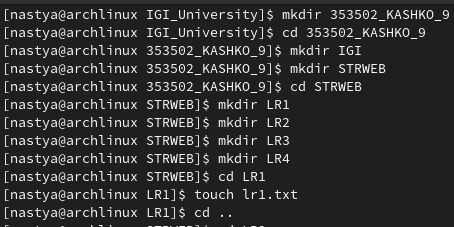 [nastya@archlinux IGI_University]$ mkdir 353502_KASHKO_9
[nastya@archlinux IGI_University]$ cd 353502_KASHKO_9
[nastya@archlinux 353502_KASHKO_9]$ mkdir IGI
[nastya@archlinux 353502_KASHKO_9]$ mkdir STRWEB
[nastya@archlinux 353502_KASHKO_9]$ cd STRWEB
[nastya@archlinux STRWEB]$ mkdir LR1
[nastya@archlinux STRWEB]$ mkdir LR2
[nastya@archlinux STRWEB]$ mkdir LR3
[nastya@archlinux STRWEB]$ mkdir LR4
[nastya@archlinux STRWEB]$ cd LR1
[nastya@archlinux LR1]$ touch lr1.txt
[nastya@archlinux LR1]$ cd ..